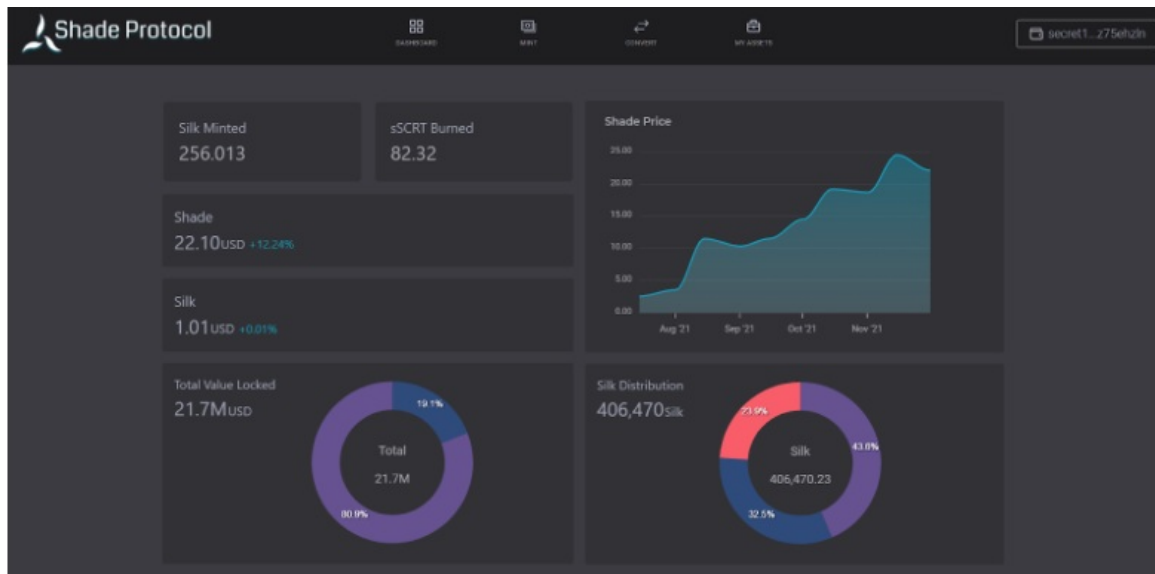 Shade Protocol
DASHBOARD
MINT
CONVERT
MY ASSETS
secret1...z75ehzln
Silk Minted
256.013
sSCRT Burned
82.32
Shade
22.10USD +12.24%
Silk
1.01USD +0.01%
Shade Price
25.00
20.00
15.00
10.00
5.00
0.00
Aug '21 Sep '21 Oct '21 Nov '21
Total Value Locked
21.7MUSD
19.1%
Total
21.7M
80.9%
Silk Distribution
406,470Silk
23.9%
43.6%
Silk
406,470.23
32.5%